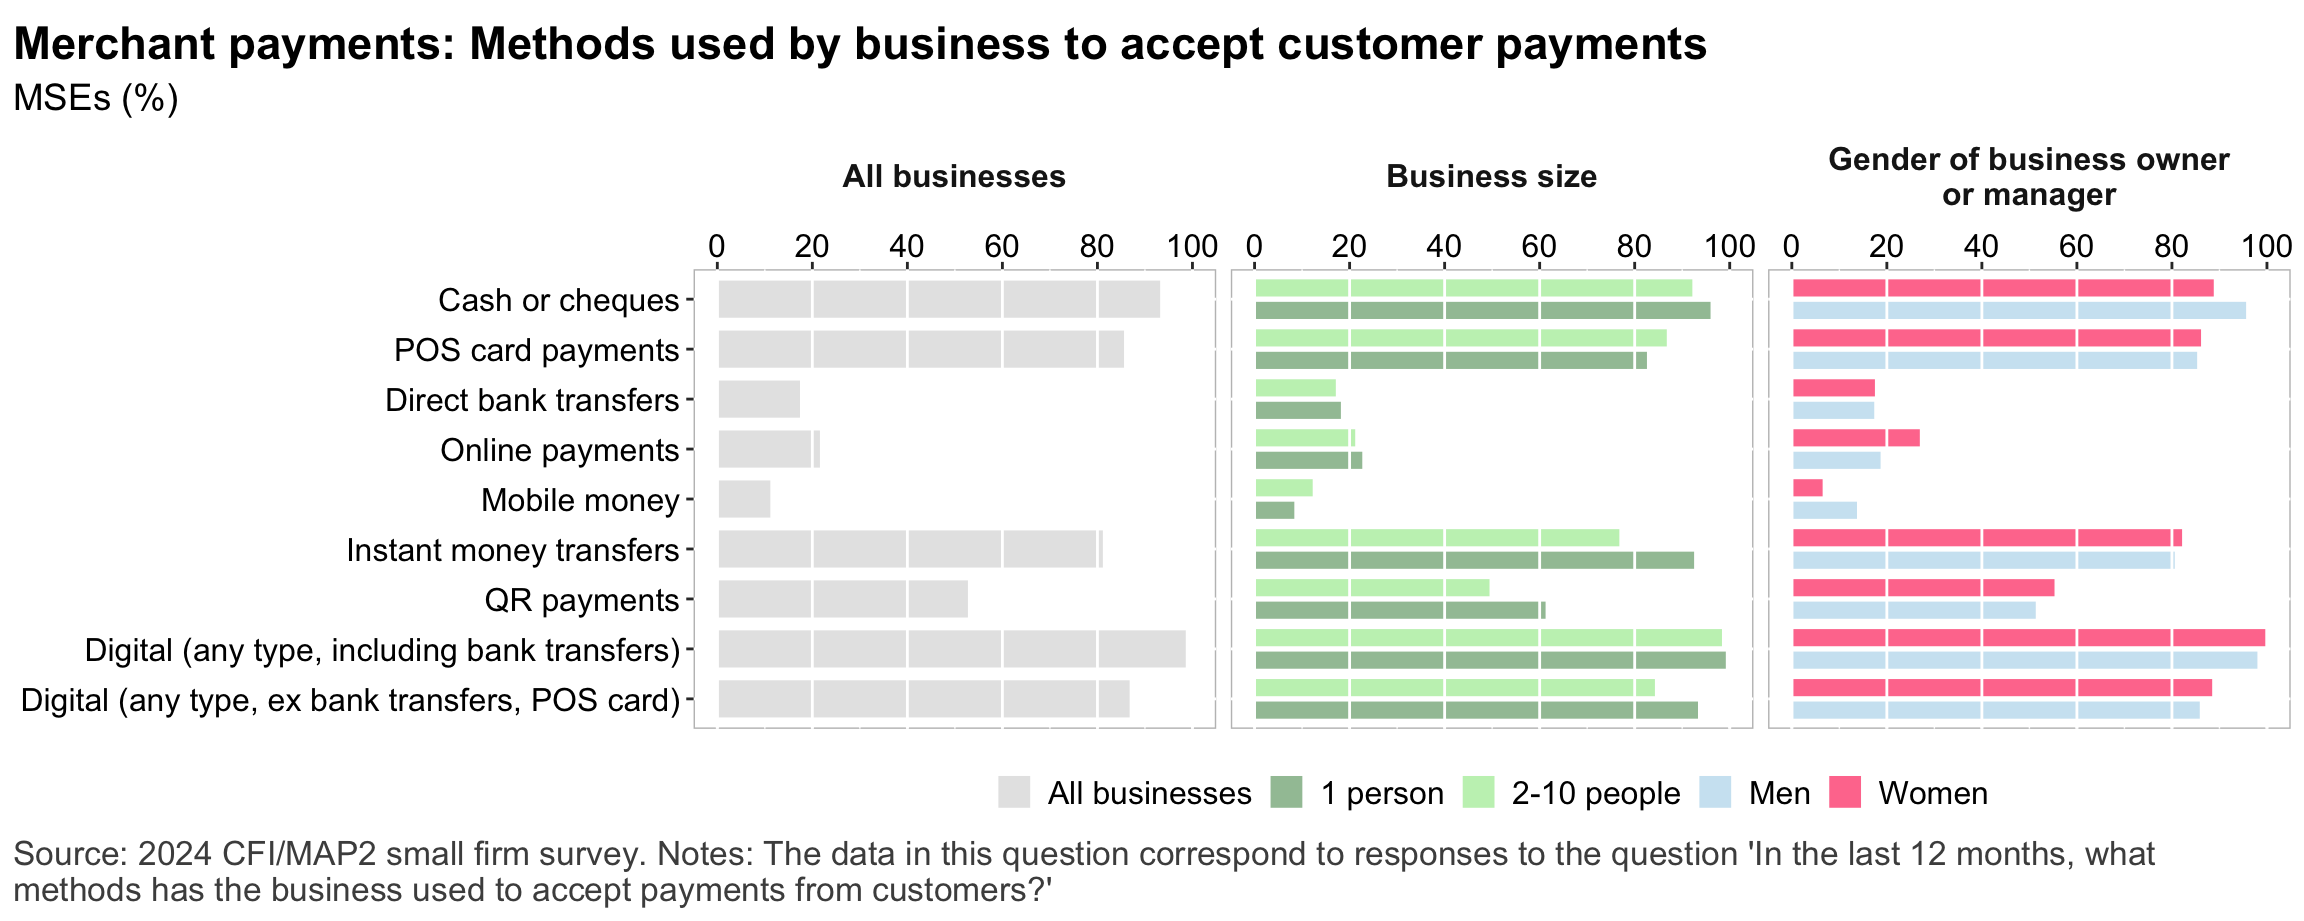 Merchant payments: Methods used by business to accept customer payments
MSEs (%)
All businesses
Business size
Gender of business owner
or manager
0 20 40 60 80 100
0 20 40 60 80 100
0 20 40 60 80 100
Cash or cheques
POS card payments
Direct bank transfers
Online payments
Mobile money
Instant money transfers
QR payments
Digital (any type, including bank transfers)
Digital (any type, ex bank transfers, POS card)
All businesses 1 person 2-10 people Men Women
Source: 2024 CFI/MAP2 small firm survey. Notes: The data in this question correspond to responses to the question 'In the last 12 months, what
methods has the business used to accept payments from customers?'